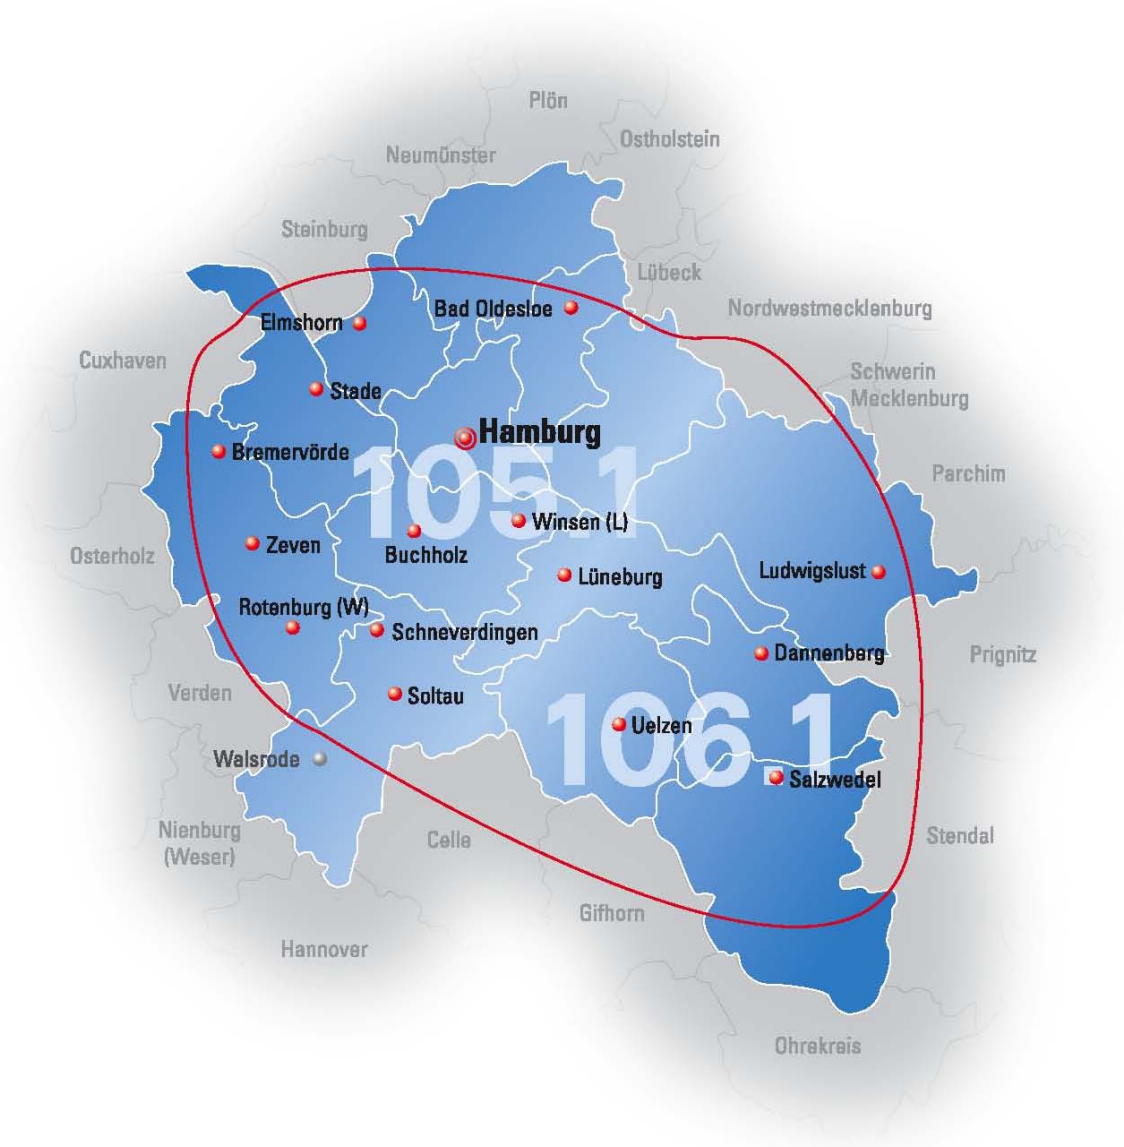 Plön
Ostholstein
Neumünster
Steinburg
Lübeck
Nordwestmecklenburg
Bad Oldesloe
Elmshorn
Cuxhaven
Schwerin
Mecklenburg
Stade
Hamburg
Bremervörde
105.1
Parchim
Winsen (L)
Zeven
Buchholz
Osterholz
Lüneburg
Ludwigslust
Rotenburg (W)
Schneverdingen
Dannenberg
Prignitz
Verden
Soltau
Uelzen
106.1
Walsrode
Salzwedel
Nienburg
(Weser)
Celle
Stendal
Gifhorn
Hannover
Ohrekreis